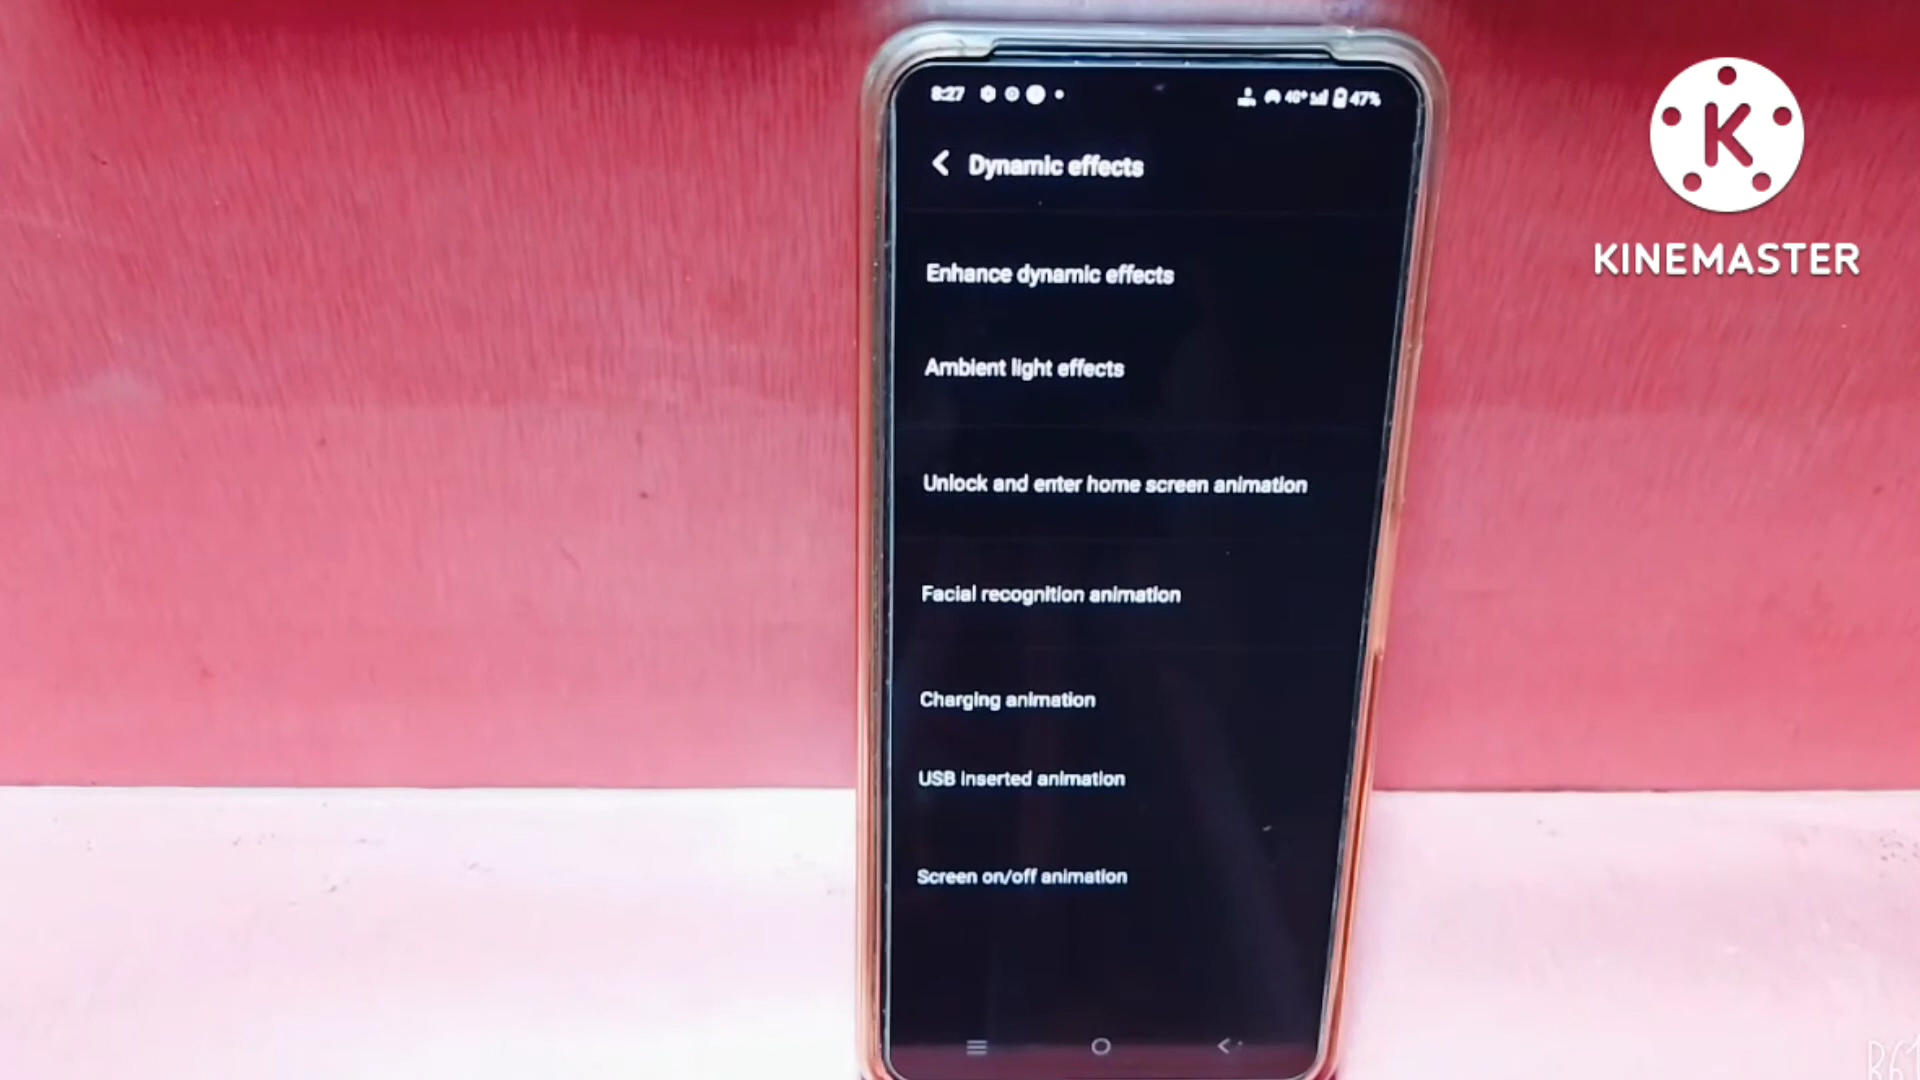 8:27
47%
Dynamic effects
Enhance dynamic effects
Ambient light effects
Unlock and enter home screen animation
Facial recognition animation
Charging animation
USB inserted animation
Screen on/off animation
K
KINEMASTER